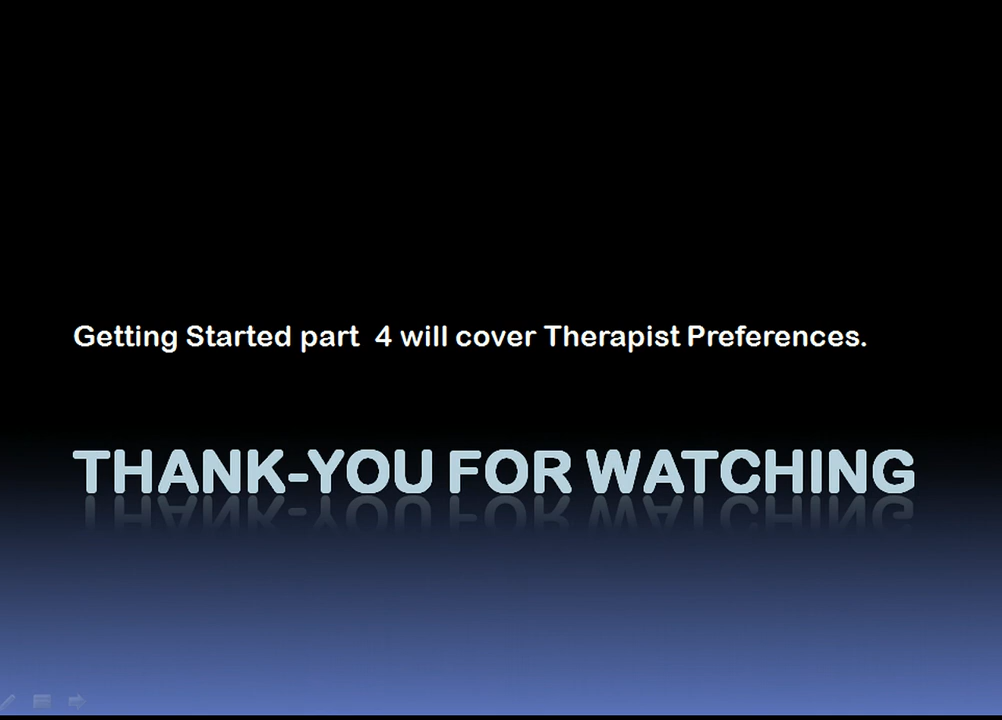 Getting Started part  4 will cover Therapist Preferences.
THANK-YOU FOR WATCHING